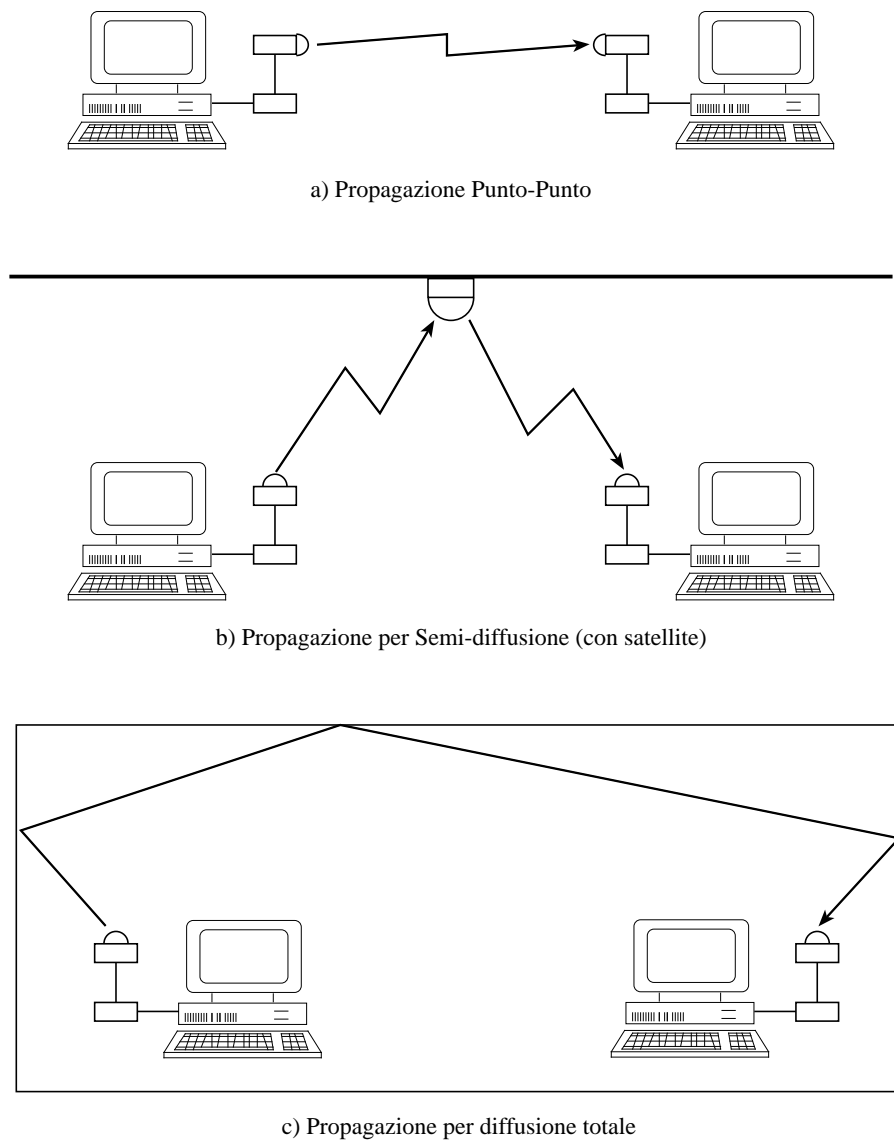 a) Propagazione Punto-Punto
b) Propagazione per Semi-diffusione (con satellite)
c) Propagazione per diffusione totale